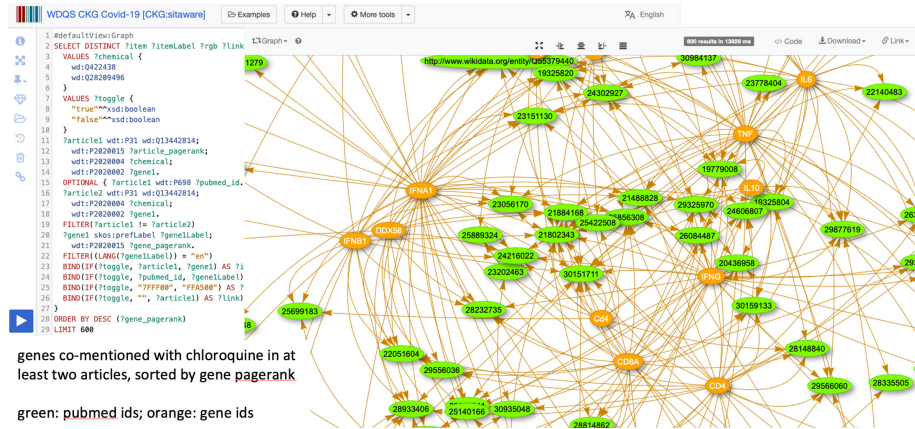 WDQS CKG Covid-19 [CKG:sitaware]
Examples
Help
More tools
English
Graph
600 results in 13829 ms
Code
Download
Link
1 #defaultView:Graph
2 SELECT DISTINCT ?item ?itemLabel ?rgb ?link
3 VALUES ?chemical {
4 wd:Q422438
5 wd:Q28209496
6 }
7 VALUES ?toggle {
8 "true"^^xsd:boolean
9 "false"^^xsd:boolean
10 }
11 ?article1 wdt:P31 wd:Q13442814;
12 wdt:P2020015 ?article_pagerank;
13 wdt:P2020004 ?chemical;
14 wdt:P2020002 ?gene1.
15 OPTIONAL { ?article1 wdt:P698 ?pubmed_id.
16 ?article2 wdt:P31 wd:Q13442814;
17 wdt:P2020004 ?chemical;
18 wdt:P2020002 ?gene1.
19 FILTER(?article1 != ?article2)
20 ?gene1 skos:prefLabel ?gene1Label;
21 wdt:P2020015 ?gene_pagerank.
22 FILTER((LANG(?gene1Label)) = "en")
23 BIND(IF(?toggle, ?article1, ?gene1) AS ?i
24 BIND(IF(?toggle, ?pubmed_id, ?gene1label)
25 BIND(IF(?toggle, "7FFF00", "FFA500") AS ?
26 BIND(IF(?toggle, "", ?article1) AS ?link)
27 }
28 ORDER BY DESC (?gene_pagerank)
29 LIMIT 600
genes co-mentioned with chloroquine in at
least two articles, sorted by gene pagerank
green: pubmed ids; orange: gene ids
1279
http://www.wikidata.org/entity/
55379440
30984137
19325820
23778404
IL6
24302927
22140483
23151130
TNF
19779008
IFNA1
IL10
21488828
19325804
23056170
29325970
21884168
24606807
25422508
DDX58
29877619
25889324
21802343
26084487
IFNB1
24216022
20436958
23202463
30151711
IFNG
30159133
28232735
25699183
Cd4
28148840
22051604
CD8A
29556036
CD4
29566060
28335505
28933406
25140166
30935048
28814862